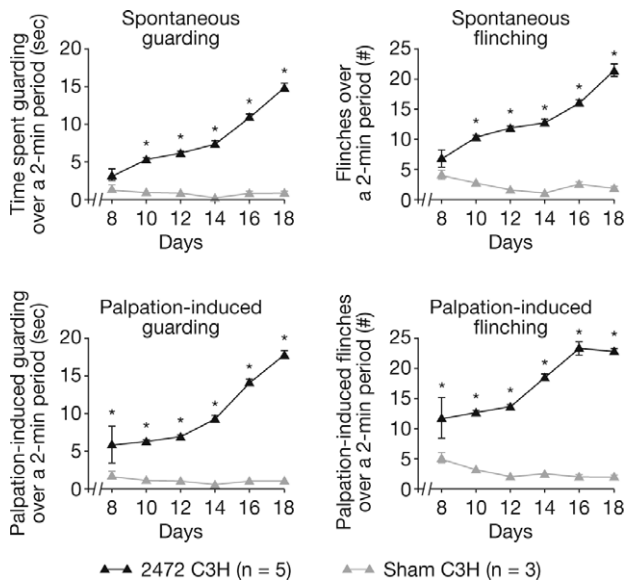 Spontaneous
guarding
Time spent guarding
over a 2-min period (sec)
20
15
10
5
0
* * * * *
8 10 12 14 16 18
Days
Spontaneous
flinching
Flinches over
a 2-min period (#)
25
20
15
10
5
0
* * * * *
8 10 12 14 16 18
Days
Palpation-induced
guarding
Palpation-induced guarding
over a 2-min period (sec)
20
15
10
5
0
* * * * * *
8 10 12 14 16 18
Days
Palpation-induced
flinching
Palpation-induced flinches
over a 2-min period (#)
25
20
15
10
5
0
* * * * * *
8 10 12 14 16 18
Days
2472 C3H (n = 5)
Sham C3H (n = 3)